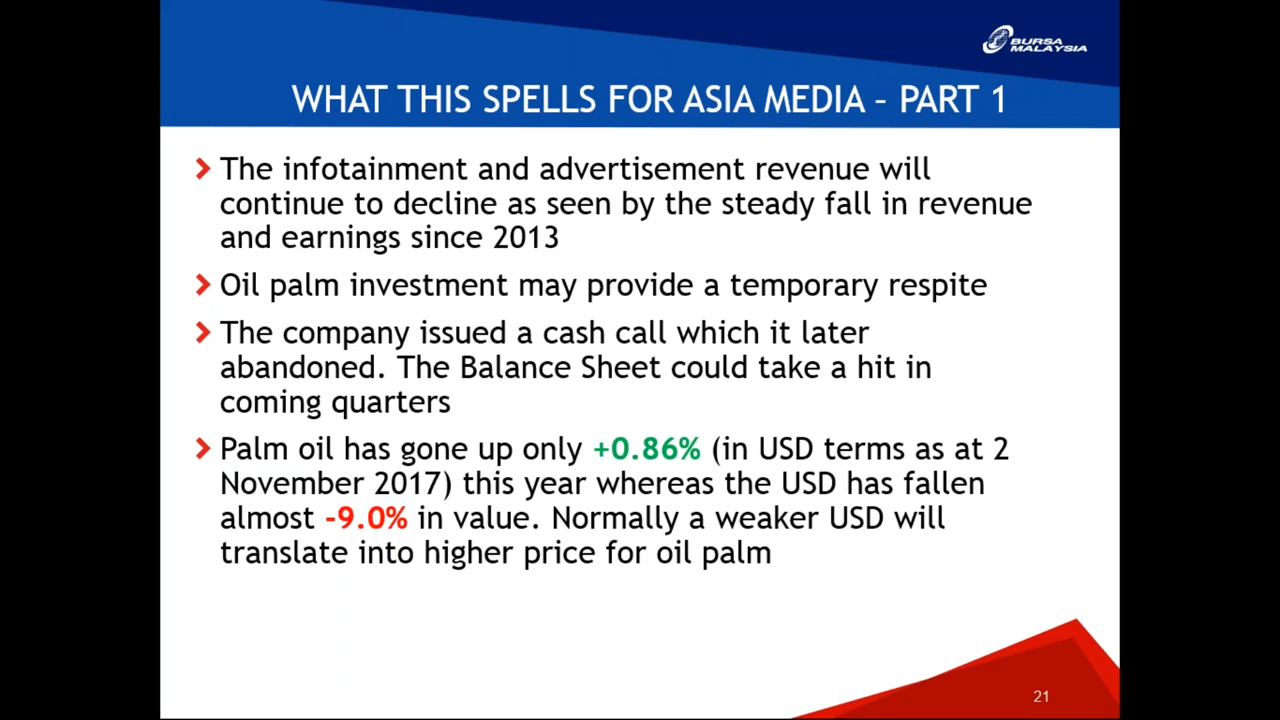 BURSA
MALAYSIA
WHAT THIS SPELLS FOR ASIA MEDIA – PART 1
The infotainment and advertisement revenue will
continue to decline as seen by the steady fall in revenue
and earnings since 2013
Oil palm investment may provide a temporary respite
The company issued a cash call which it later
abandoned. The Balance Sheet could take a hit in
coming quarters
Palm oil has gone up only +0.86% (in USD terms as at 2
November 2017) this year whereas the USD has fallen
almost -9.0% in value. Normally a weaker USD will
translate into higher price for oil palm
21